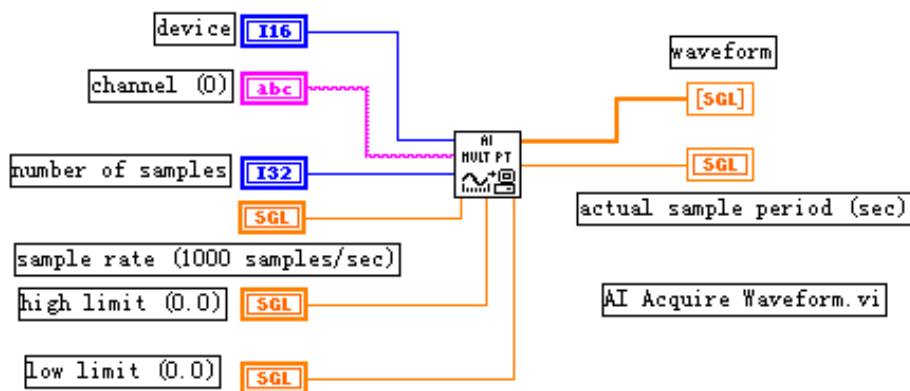 device
I16
waveform
channel (0)
abc
[SGL]
AI
MULT PT
number of samples
I32
SGL
SGL
actual sample period (sec)
sample rate (1000 samples/sec)
high limit (0.0)
SGL
AI Acquire Waveform.vi
low limit (0.0)
SGL